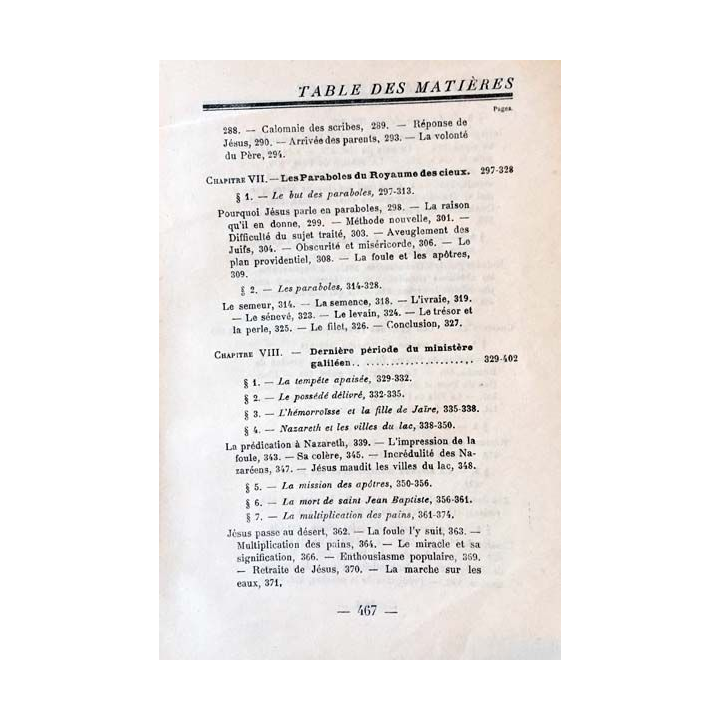 TABLE DES MATIÈRES
Pages.
288. — Calomnie des scribes, 289. — Réponse de
Jésus, 290. — Arrivée des parents, 293. — La volonté
du Père, 294.
CHAPITRE VII. — Les Paraboles du Royaume des cieux. 297-328
§ 1. — Le but des paraboles, 297-313.
Pourquoi Jésus parle en paraboles, 298. — La raison
qu'il en donne, 299. — Méthode nouvelle, 301. —
Difficulté du sujet traité, 303. — Aveuglement des
Juifs, 304. — Obscurité et miséricorde, 306. — Le
plan providentiel, 308. — La foule et les apôtres,
309.
§ 2. — Les paraboles, 314-328.
Le semeur, 314. — La semence, 318. — L'ivraie, 319.
— Le sénevé, 323. — Le levain, 324. — Le trésor et
la perle, 325. — Le filet, 326. — Conclusion, 327.
CHAPITRE VIII. — Dernière période du ministère
galiléen.. .................... 329-402
§ 1. — La tempête apaisée, 329-332.
§ 2. — Le possédé délivré, 332-335.
§ 3. — L'hémorroïsse et la fille de Jaïre, 335-338.
§ 4. — Nazareth et les villes du lac, 338-350.
La prédication à Nazareth, 339. — L'impression de la
foule, 343. — Sa colère, 345. — Incrédulité des Na-
zaréens, 347. — Jésus maudit les villes du lac, 348.
§ 5. — La mission des apôtres, 350-356.
§ 6. — La mort de saint Jean Baptiste, 356-361.
§ 7. — La multiplication des pains, 361-374.
Jésus passe au désert, 362. — La foule l'y suit, 363. —
Multiplication des pains, 364. — Le miracle et sa
signification, 366. — Enthousiasme populaire, 369.
— Retraite de Jésus, 370. — La marche sur les
eaux, 371.
— 467 —